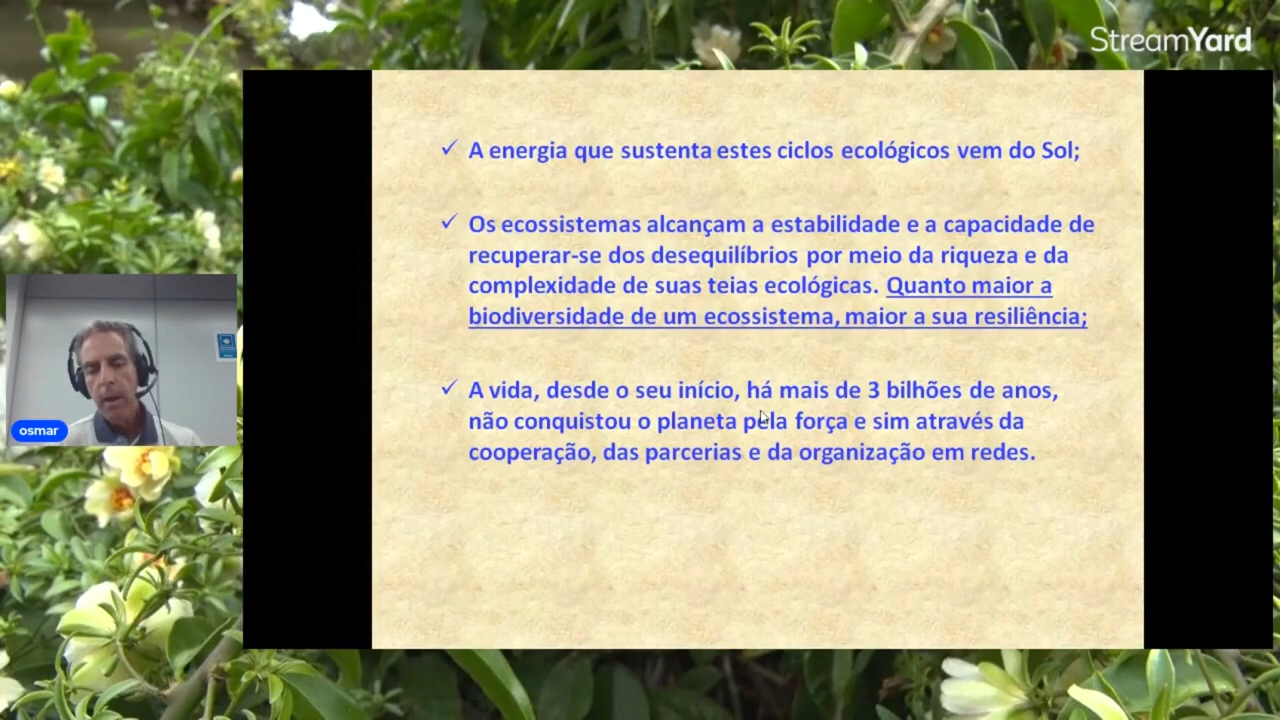 StreamYard
✓ A energia que sustenta estes ciclos ecológicos vem do Sol;
✓ Os ecossistemas alcançam a estabilidade e a capacidade de
recuperar-se dos desequilíbrios por meio da riqueza e da
complexidade de suas teias ecológicas. Quanto maior a
biodiversidade de um ecossistema, maior a sua resiliência;
✓ A vida, desde o seu início, há mais de 3 bilhões de anos,
não conquistou o planeta pela força e sim através da
cooperação, das parcerias e da organização em redes.
osmar